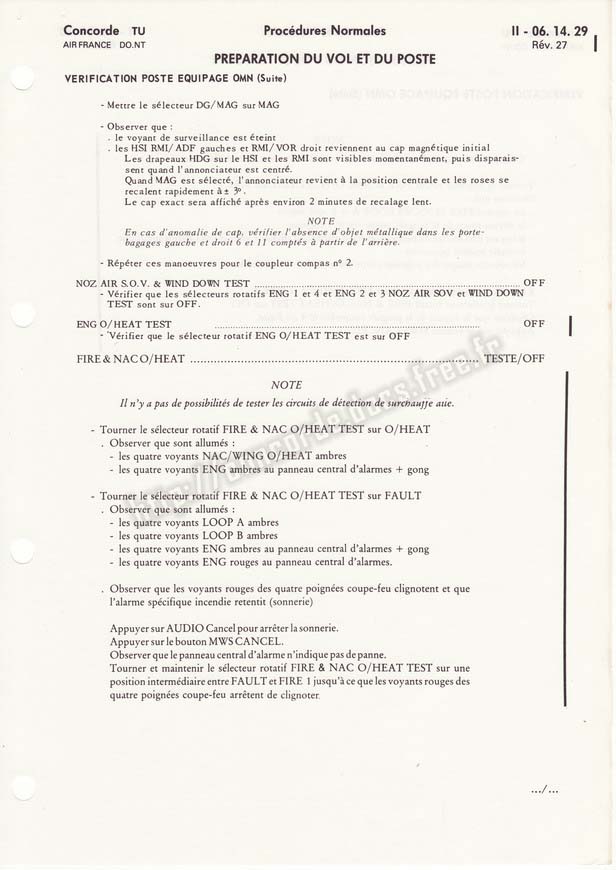 Concorde TU Procédures Normales II - 06. 14. 29
AIR FRANCE DO.NT Rév. 27
PREPARATION DU VOL ET DU POSTE
VERIFICATION POSTE EQUIPAGE OMN (Suite)
- Mettre le sélecteur DG/MAG sur MAG
- Observer que :
. le voyant de surveillance est éteint
. les HSI RMI/ADF gauches et RMI/VOR droit reviennent au cap magnétique initial
Les drapeaux HDG sur le HSI et les RMI sont visibles momentanément, puis disparais-
sent quand l'annonciateur est centré.
Quand MAG est sélecté, l'annonciateur revient à la position centrale et les roses se
recalent rapidement à ± 3º.
Le cap exact sera affiché après environ 2 minutes de recalage lent.
NOTE
En cas d'anomalie de cap, vérifier l'absence d'objet métallique dans les porte-
bagages gauche et droit 6 et 11 comptés à partir de l'arrière.
- Répéter ces manoeuvres pour le coupleur compas nº 2.
NOZ AIR S.O.V. & WIND DOWN TEST ........ OFF
- Vérifier que les sélecteurs rotatifs ENG 1 et 4 et ENG 2 et 3 NOZ AIR SOV et WIND DOWN
TEST sont sur OFF.
ENG O/HEAT TEST ........ OFF
- Vérifier que le sélecteur rotatif ENG O/HEAT TEST est sur OFF
FIRE & NAC O/HEAT ........ TESTE/OFF
NOTE
Il n'y a pas de possibilités de tester les circuits de détection de surchauffe aile.
- Tourner le sélecteur rotatif FIRE & NAC O/HEAT TEST sur O/HEAT
. Observer que sont allumés :
- les quatre voyants NAC/WING O/HEAT ambres
- les quatre voyants ENG ambres au panneau central d'alarmes + gong
- Tourner le sélecteur rotatif FIRE & NAC O/HEAT TEST sur FAULT
. Observer que sont allumés :
- les quatre voyants LOOP A ambres
- les quatre voyants LOOP B ambres
- les quatre voyants ENG ambres au panneau central d'alarmes + gong
- les quatre voyants ENG rouges au panneau central d'alarmes.
. Observer que les voyants rouges des quatre poignées coupe-feu clignotent et que
l'alarme spécifique incendie retentit (sonnerie)
Appuyer sur AUDIO Cancel pour arrêter la sonnerie.
Appuyer sur le bouton MWS CANCEL.
Observer que le panneau central d'alarme n'indique pas de panne.
Tourner et maintenir le sélecteur rotatif FIRE & NAC O/HEAT TEST sur une
position intermédiaire entre FAULT et FIRE 1 jusqu'à ce que les voyants rouges des
quatre poignées coupe-feu arrêtent de clignoter.
.../...